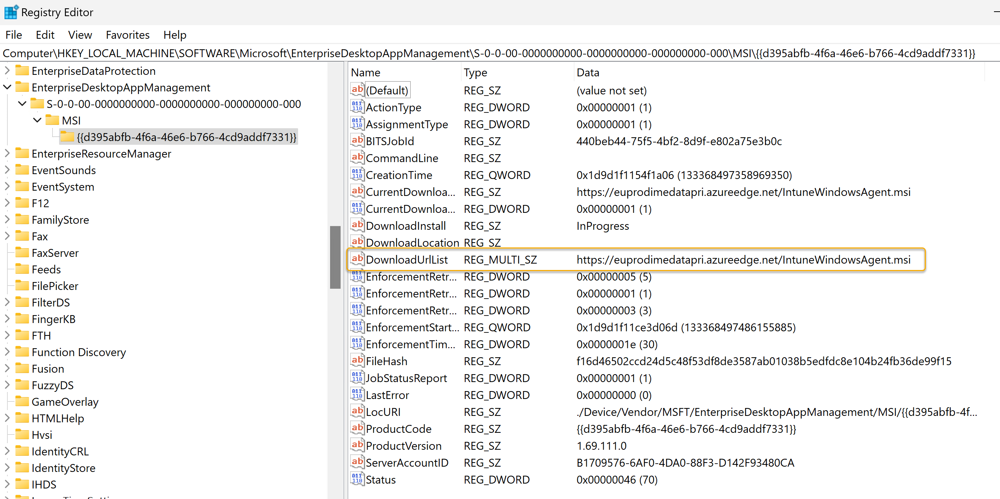 Registry Editor
File Edit View Favorites Help
Computer\HKEY_LOCAL_MACHINE\SOFTWARE\Microsoft\EnterpriseDesktopAppManagement\S-0-0-00-0000000000-0000000000-000000000-000\MSI\{{d395abfb-4f6a-46e6-b766-4cd9addf7331}}
EnterpriseDataProtection
EnterpriseDesktopAppManagement
S-0-0-00-0000000000-0000000000-000000000-000
MSI
{{d395abfb-4f6a-46e6-b766-4cd9addf7331}}
EnterpriseResourceManager
EventSounds
EventSystem
F12
FamilyStore
Fax
FaxServer
Feeds
FilePicker
FilterDS
FingerKB
FTH
Function Discovery
Fusion
FuzzyDS
GameOverlay
HTMLHelp
Hvsi
IdentityCRL
IdentityStore
IHDS
Name Type Data
(Default) REG_SZ (value not set)
ActionType REG_DWORD 0x00000001 (1)
AssignmentType REG_DWORD 0x00000001 (1)
BITSJobId REG_SZ 440beb44-75f5-4bf2-8d9f-e802a75e3b0c
CommandLine REG_SZ
CreationTime REG_QWORD 0x1d9d1f1154f1a06 (133368497358969350)
CurrentDownloa... REG_SZ https://euprodimedatapri.azureedge.net/IntuneWindowsAgent.msi
CurrentDownloa... REG_DWORD 0x00000001 (1)
DownloadInstall REG_SZ InProgress
DownloadLocation REG_SZ
DownloadUrlList REG_MULTI_SZ https://euprodimedatapri.azureedge.net/IntuneWindowsAgent.msi
EnforcementRetr... REG_DWORD 0x00000005 (5)
EnforcementRetr... REG_DWORD 0x00000001 (1)
EnforcementRetr... REG_DWORD 0x00000003 (3)
EnforcementStart... REG_QWORD 0x1d9d1f11ce3d06d (133368497486155885)
EnforcementTim... REG_DWORD 0x0000001e (30)
FileHash REG_SZ f16d46502ccd24d5c48f53df8de3587ab01038b5edfdc8e104b24fb36de99f15
JobStatusReport REG_DWORD 0x00000001 (1)
LastError REG_DWORD 0x00000000 (0)
LocURI REG_SZ ./Device/Vendor/MSFT/EnterpriseDesktopAppManagement/MSI/{{d395abfb-4f...
ProductCode REG_SZ {{d395abfb-4f6a-46e6-b766-4cd9addf7331}}
ProductVersion REG_SZ 1.69.111.0
ServerAccountID REG_SZ B1709576-6AF0-4DA0-88F3-D142F93480CA
Status REG_DWORD 0x00000046 (70)